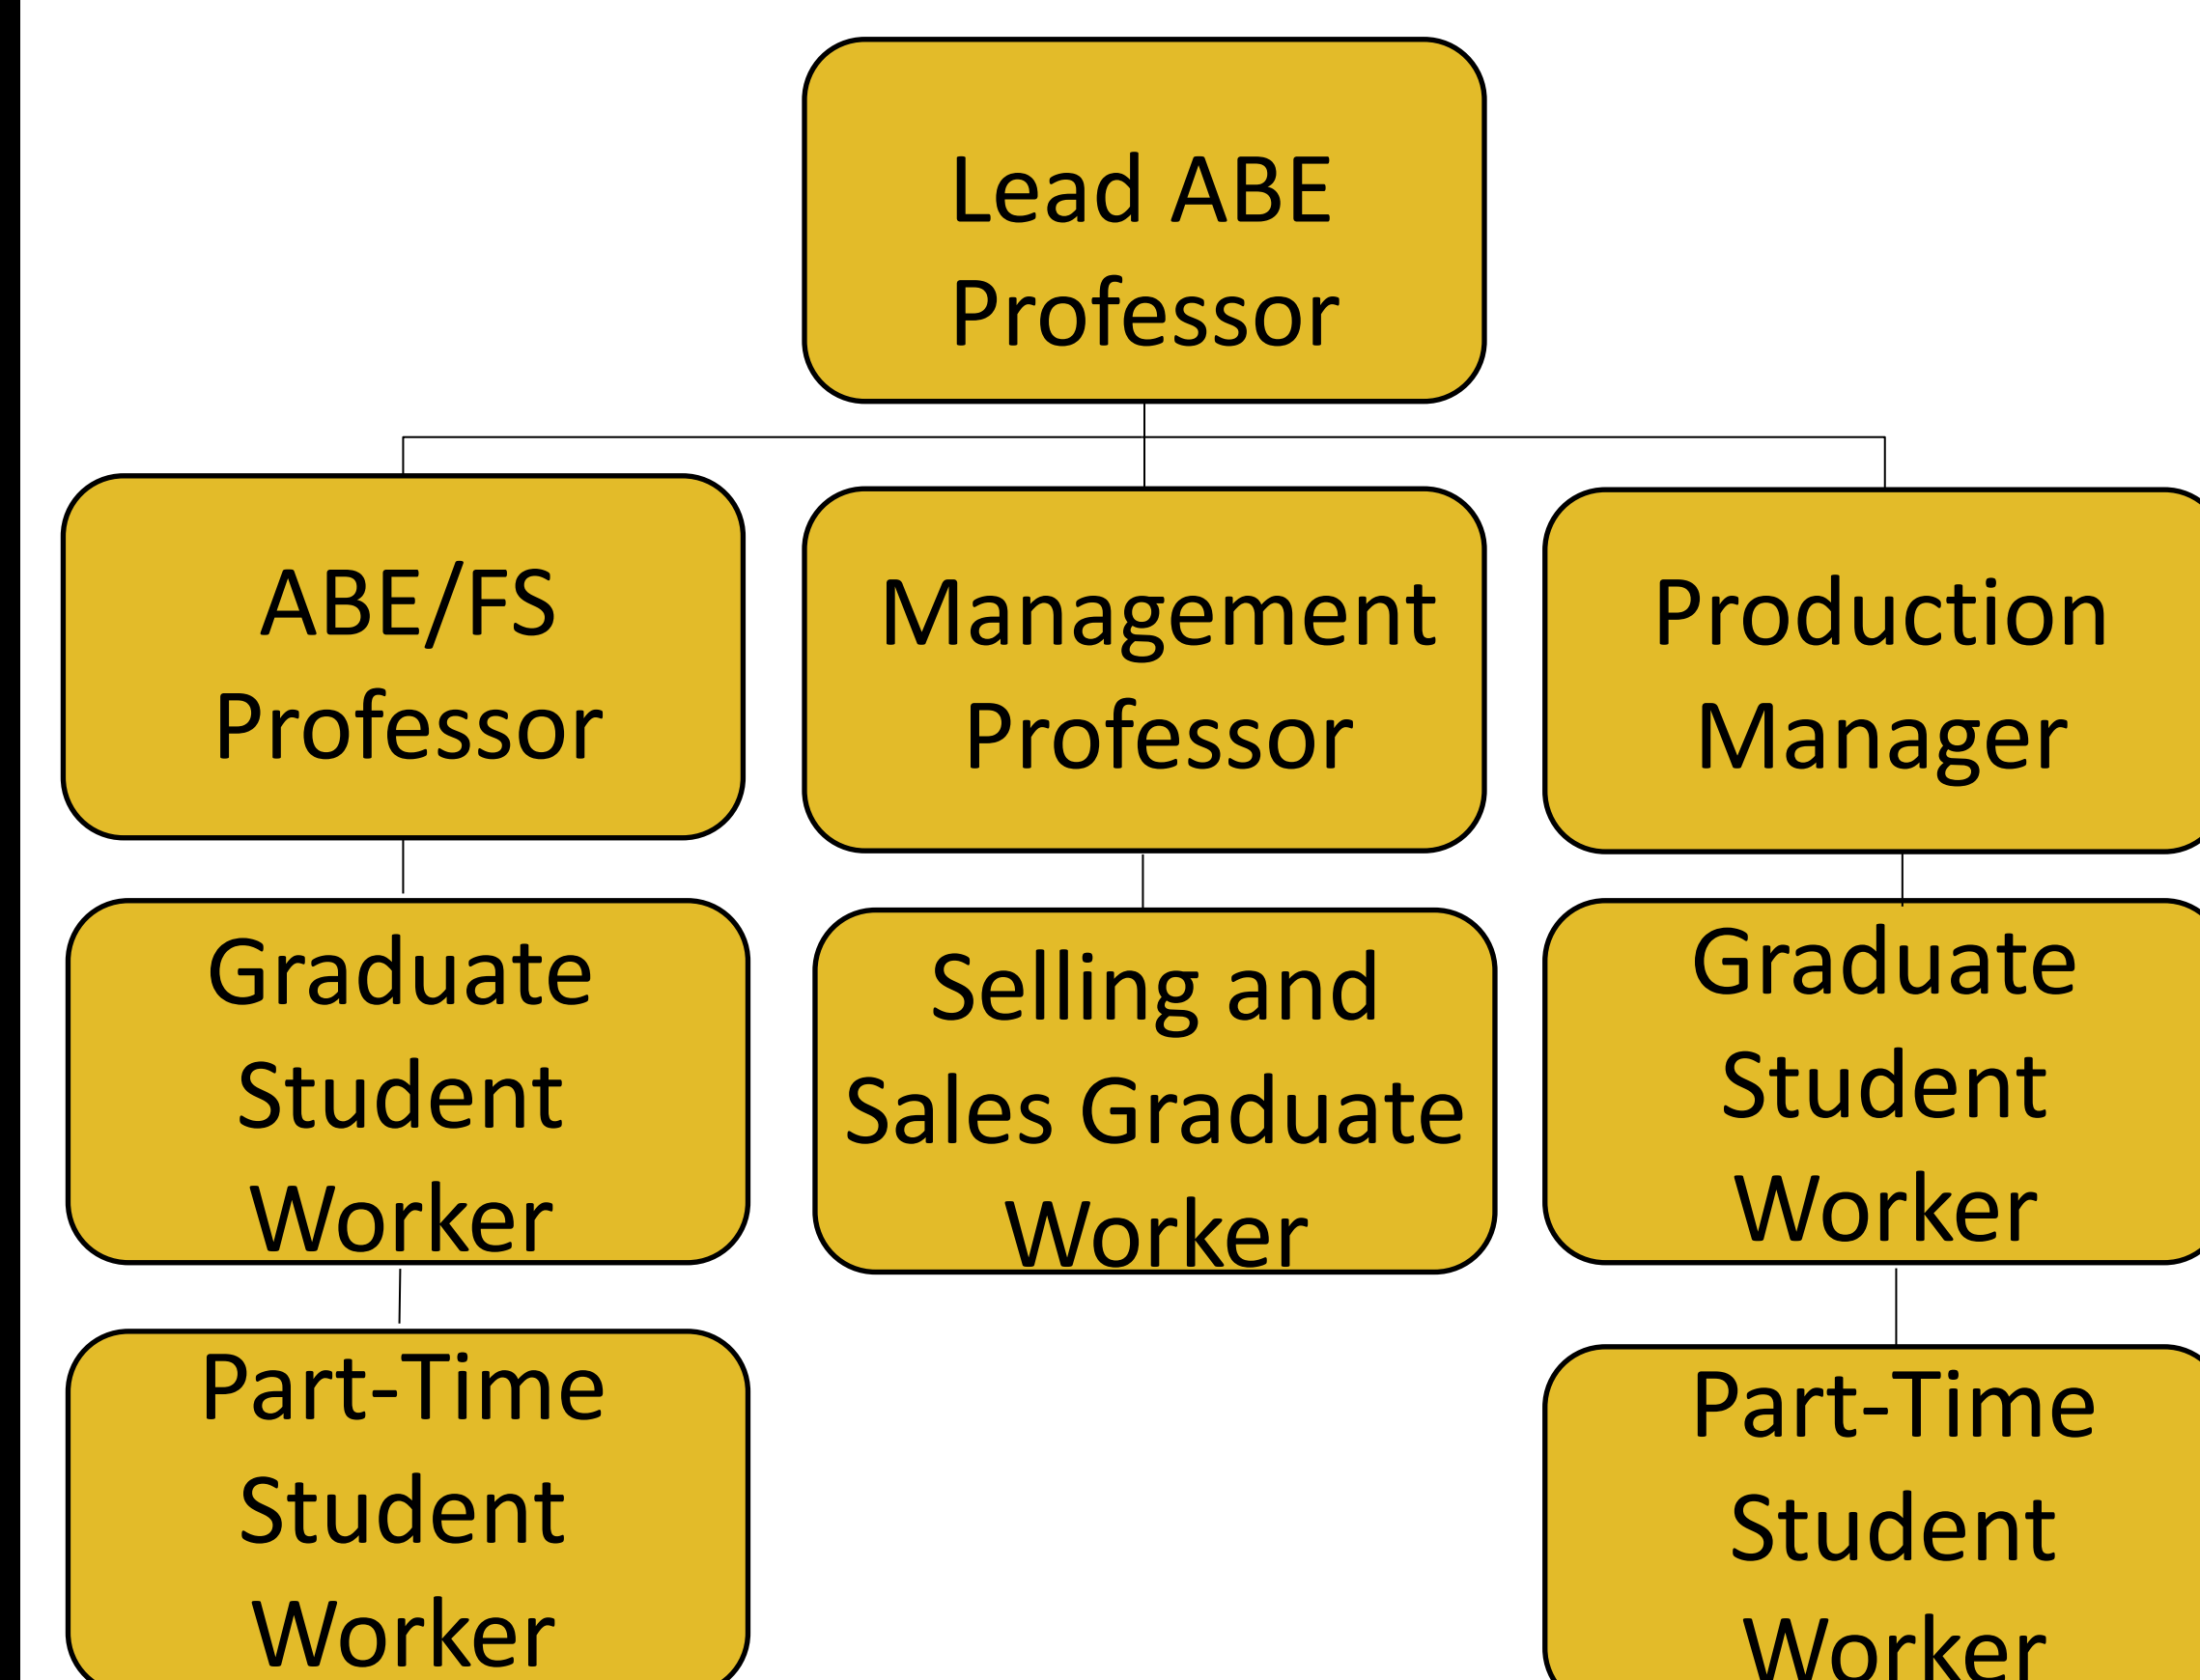 Lead ABE
Professor
ABE/FS
Professor
Management
Professor
Production
Manager
Graduate
Student
Worker
Selling and
Sales Graduate
Worker
Graduate
Student
Worker
Part-Time
Student
Worker
Part-Time
Student
Worker